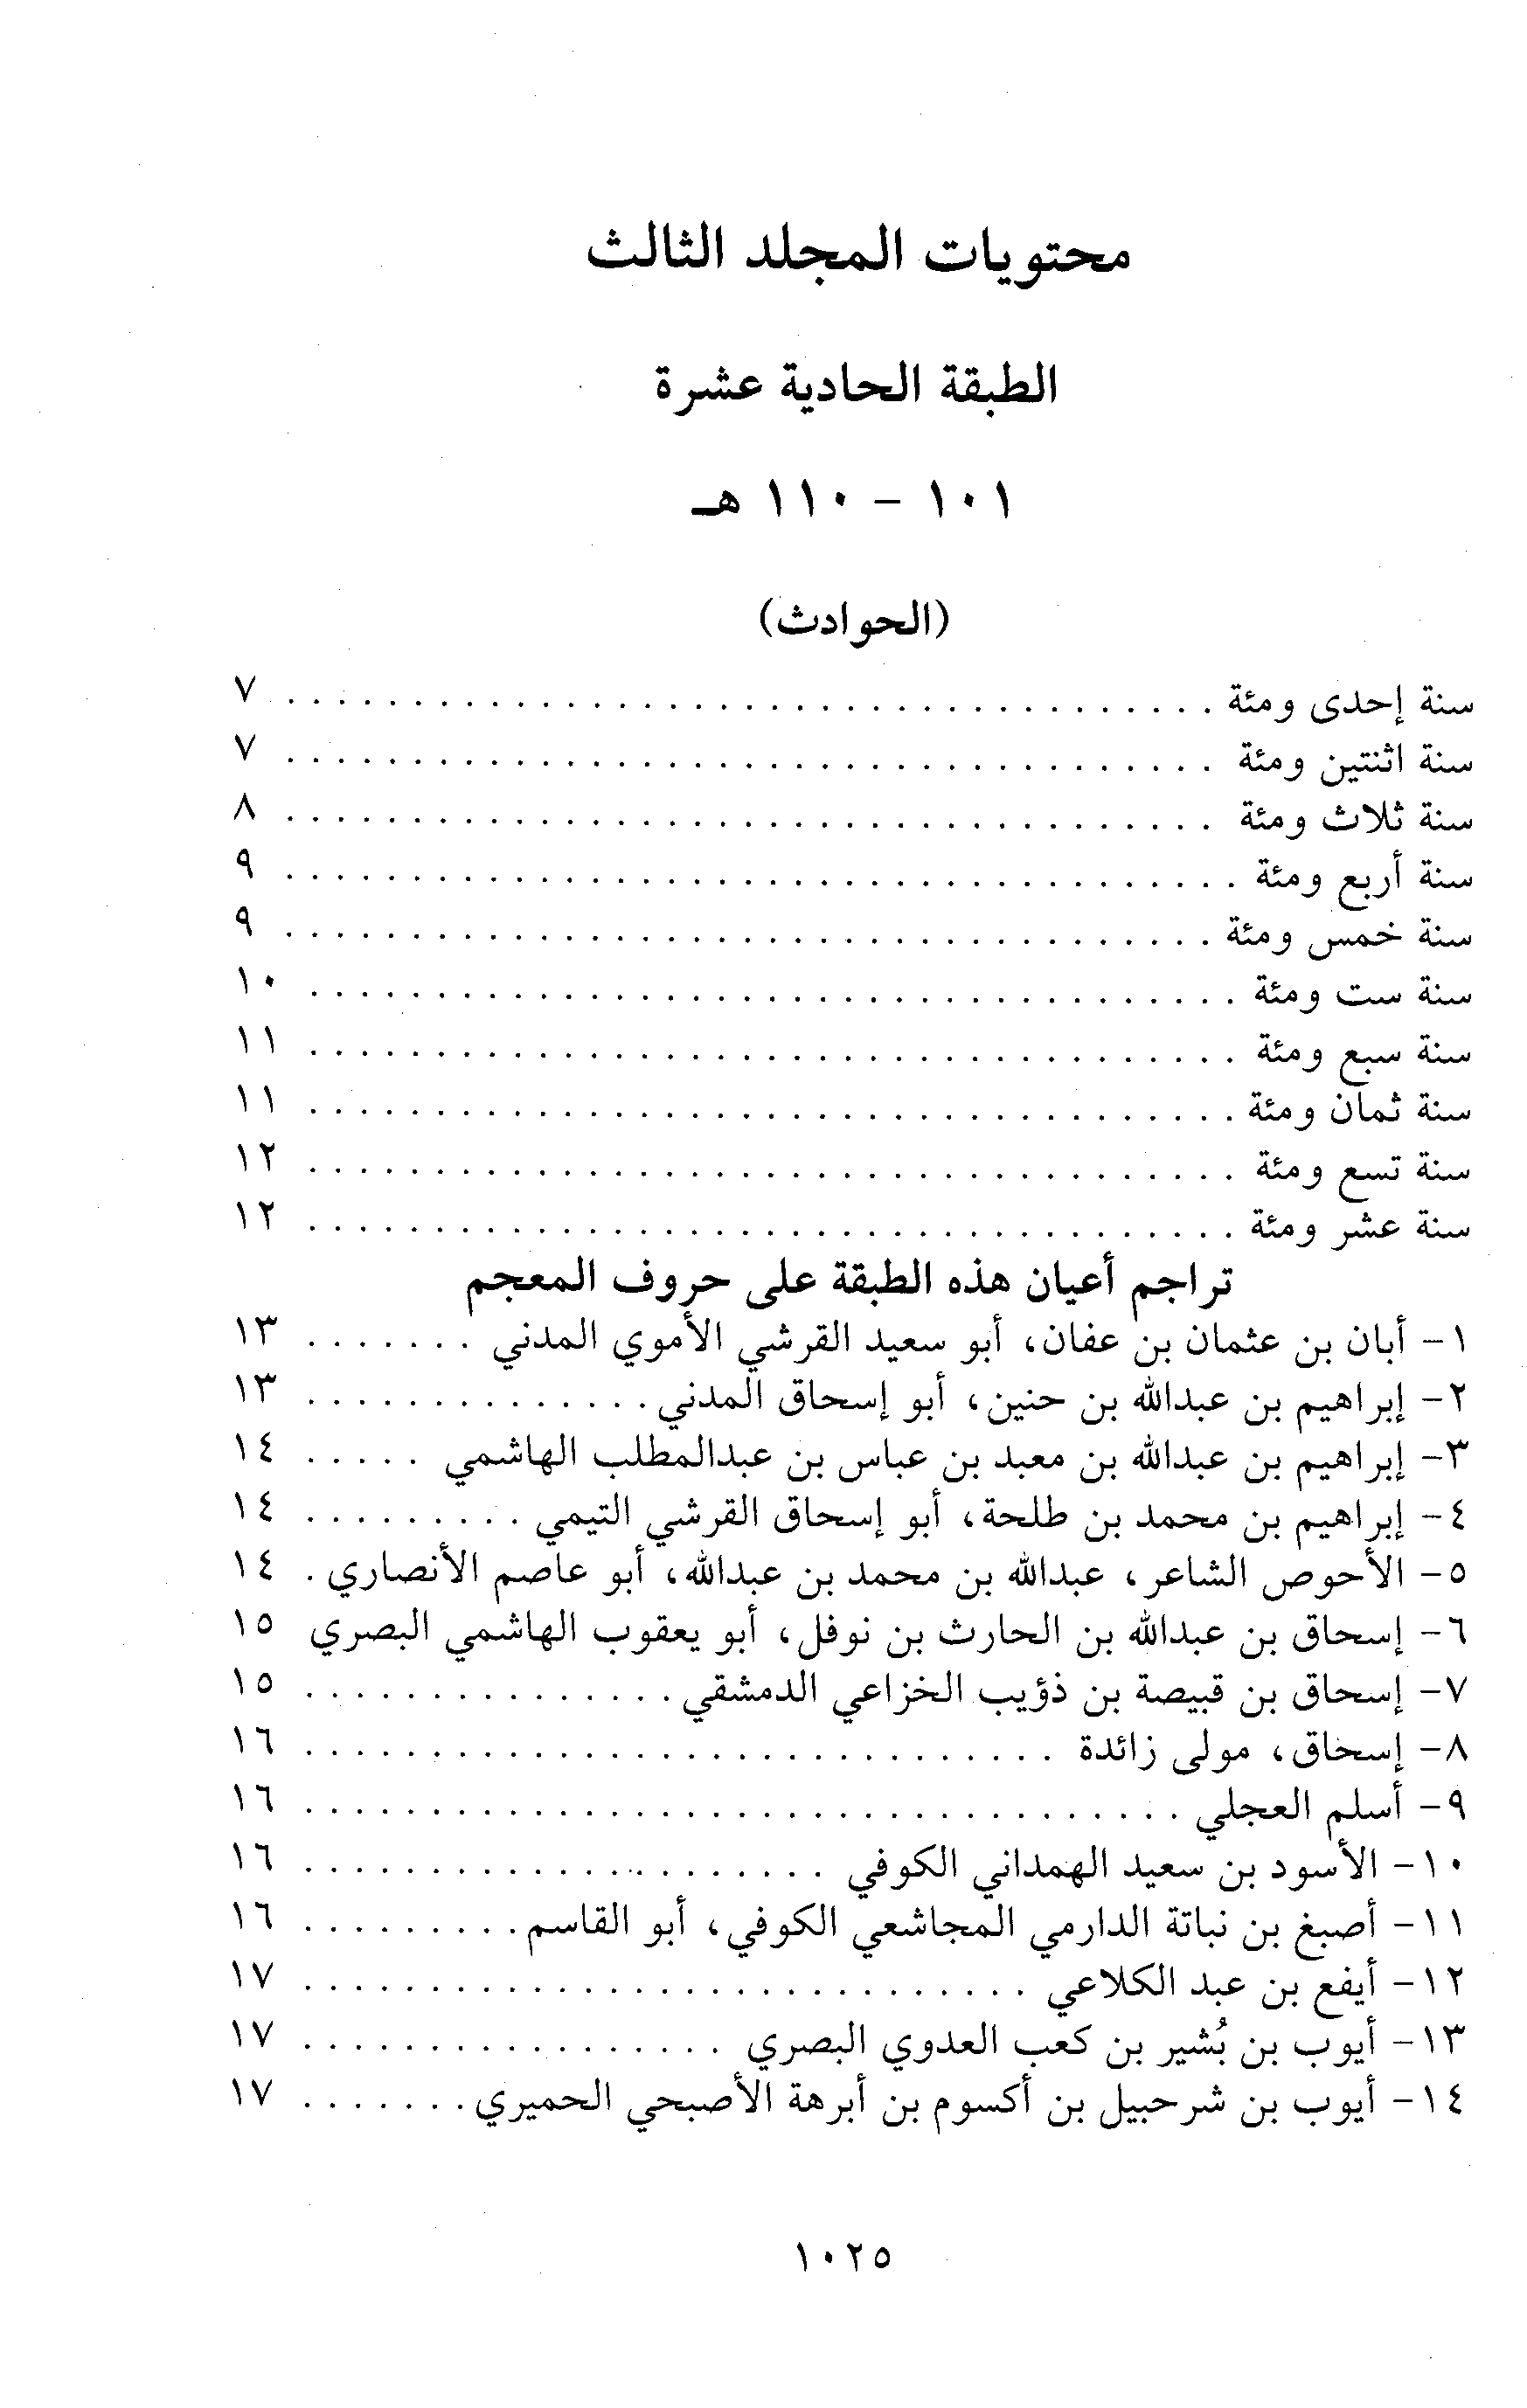 محتويات المجلد الثالث
الطبقة الحادية عشرة
١٠١ - ١١٠ هـ
(الحوادث)
سنة إحدى ومئة . . . . . . . . . . . . . . . . . . . . ٧
سنة اثنتين ومئة . . . . . . . . . . . . . . . . . . . . ٧
سنة ثلاث ومئة . . . . . . . . . . . . . . . . . . . . ٨
سنة أربع ومئة . . . . . . . . . . . . . . . . . . . . ٩
سنة خمس ومئة . . . . . . . . . . . . . . . . . . . . ٩
سنة ست ومئة . . . . . . . . . . . . . . . . . . . . ١٠
سنة سبع ومئة . . . . . . . . . . . . . . . . . . . . ١١
سنة ثمان ومئة . . . . . . . . . . . . . . . . . . . . ١١
سنة تسع ومئة . . . . . . . . . . . . . . . . . . . . ١٢
سنة عشر ومئة . . . . . . . . . . . . . . . . . . . . ١٢
تراجم أعيان هذه الطبقة على حروف المعجم
١- أبان بن عثمان بن عفان، أبو سعيد القرشي الأموي المدني . . . . . . . ١٣
٢- إبراهيم بن عبدالله بن حنين، أبو إسحاق المدني . . . . . . . . . . . . . . ١٣
٣- إبراهيم بن عبدالله بن معبد بن عباس بن عبدالمطلب الهاشمي . . . . . ١٤
٤- إبراهيم بن محمد بن طلحة، أبو إسحاق القرشي التيمي . . . . . . . . . ١٤
٥- الأحوص الشاعر، عبدالله بن محمد بن عبدالله، أبو عاصم الأنصاري . ١٤
٦- إسحاق بن عبدالله بن الحارث بن نوفل، أبو يعقوب الهاشمي البصري ١٥
٧- إسحاق بن قبيصة بن ذؤيب الخزاعي الدمشقي . . . . . . . . . . . . . . . ١٥
٨- إسحاق، مولى زائدة . . . . . . . . . . . . . . . . . . . . ١٦
٩- أسلم العجلي . . . . . . . . . . . . . . . . . . . . ١٦
١٠- الأسود بن سعيد الهمداني الكوفي . . . . . . . . . . . . . . . . . . . . ١٦
١١- أصبغ بن نباتة الدارمي المجاشعي الكوفي، أبو القاسم . . . . . . . . . ١٦
١٢- أيفع بن عبد الكلاعي . . . . . . . . . . . . . . . . . . . . ١٧
١٣- أيوب بن بُشير بن كعب العدوي البصري . . . . . . . . . . . . . . . . . ١٧
١٤- أيوب بن شرحبيل بن أكسوم بن أبرهة الأصبحي الحميري . . . . . . . ١٧
١٠٢٥